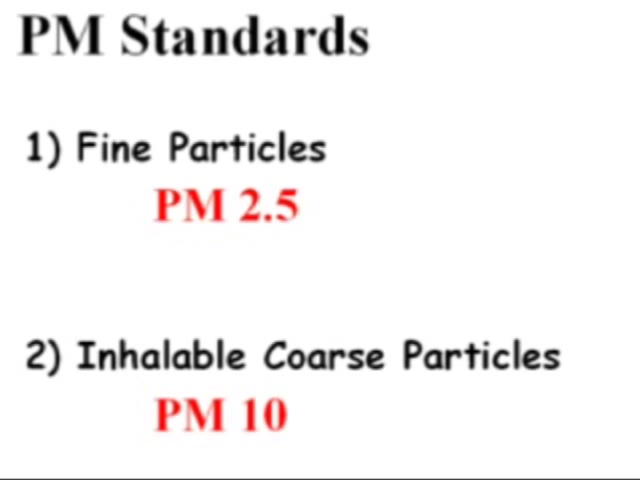 PM Standards
1) Fine Particles
PM 2.5
2) Inhalable Coarse Particles
PM 10